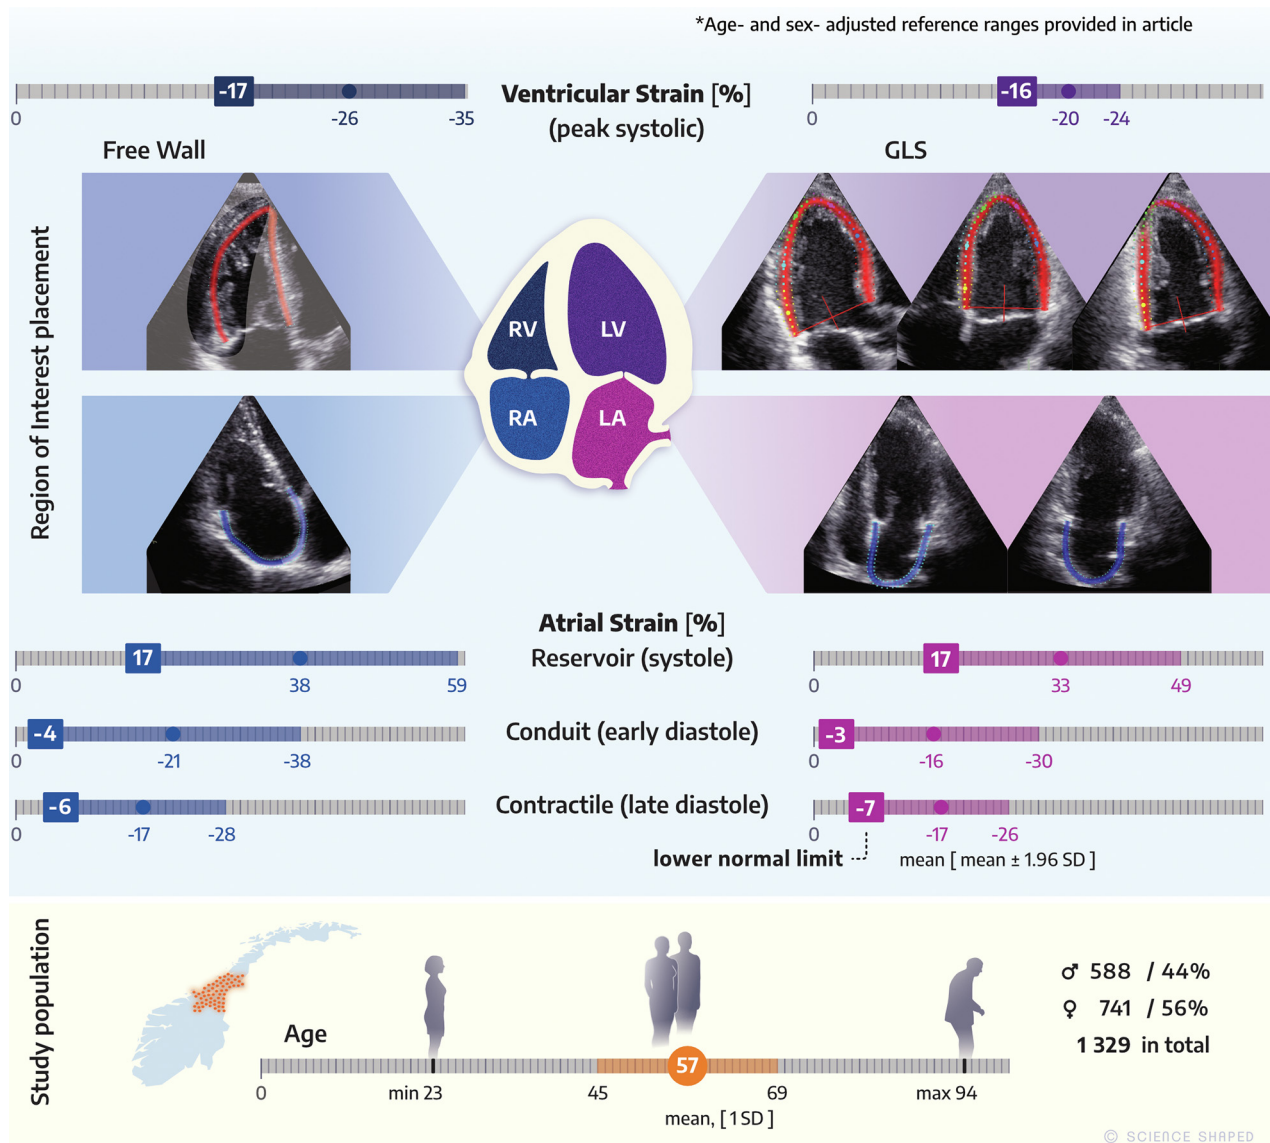 *Age- and sex- adjusted reference ranges provided in article
-17
0
-26
-35
Ventricular Strain [%]
(peak systolic)
-16
0
-20
-24
Free Wall
GLS
Region of Interest placement
RV
LV
RA
LA
Atrial Strain [%]
17
0
38
59
Reservoir (systole)
17
0
33
49
-4
0
-21
-38
Conduit (early diastole)
-3
0
-16
-30
-6
0
-17
-28
Contractile (late diastole)
-7
0
-17
-26
lower normal limit
mean [ mean ± 1.96 SD ]
Study population
Age
57
0
min 23
45
69
max 94
mean, [ 1 SD ]
♂ 588 / 44%
♀ 741 / 56%
1 329 in total
© SCIENCE SHAPED